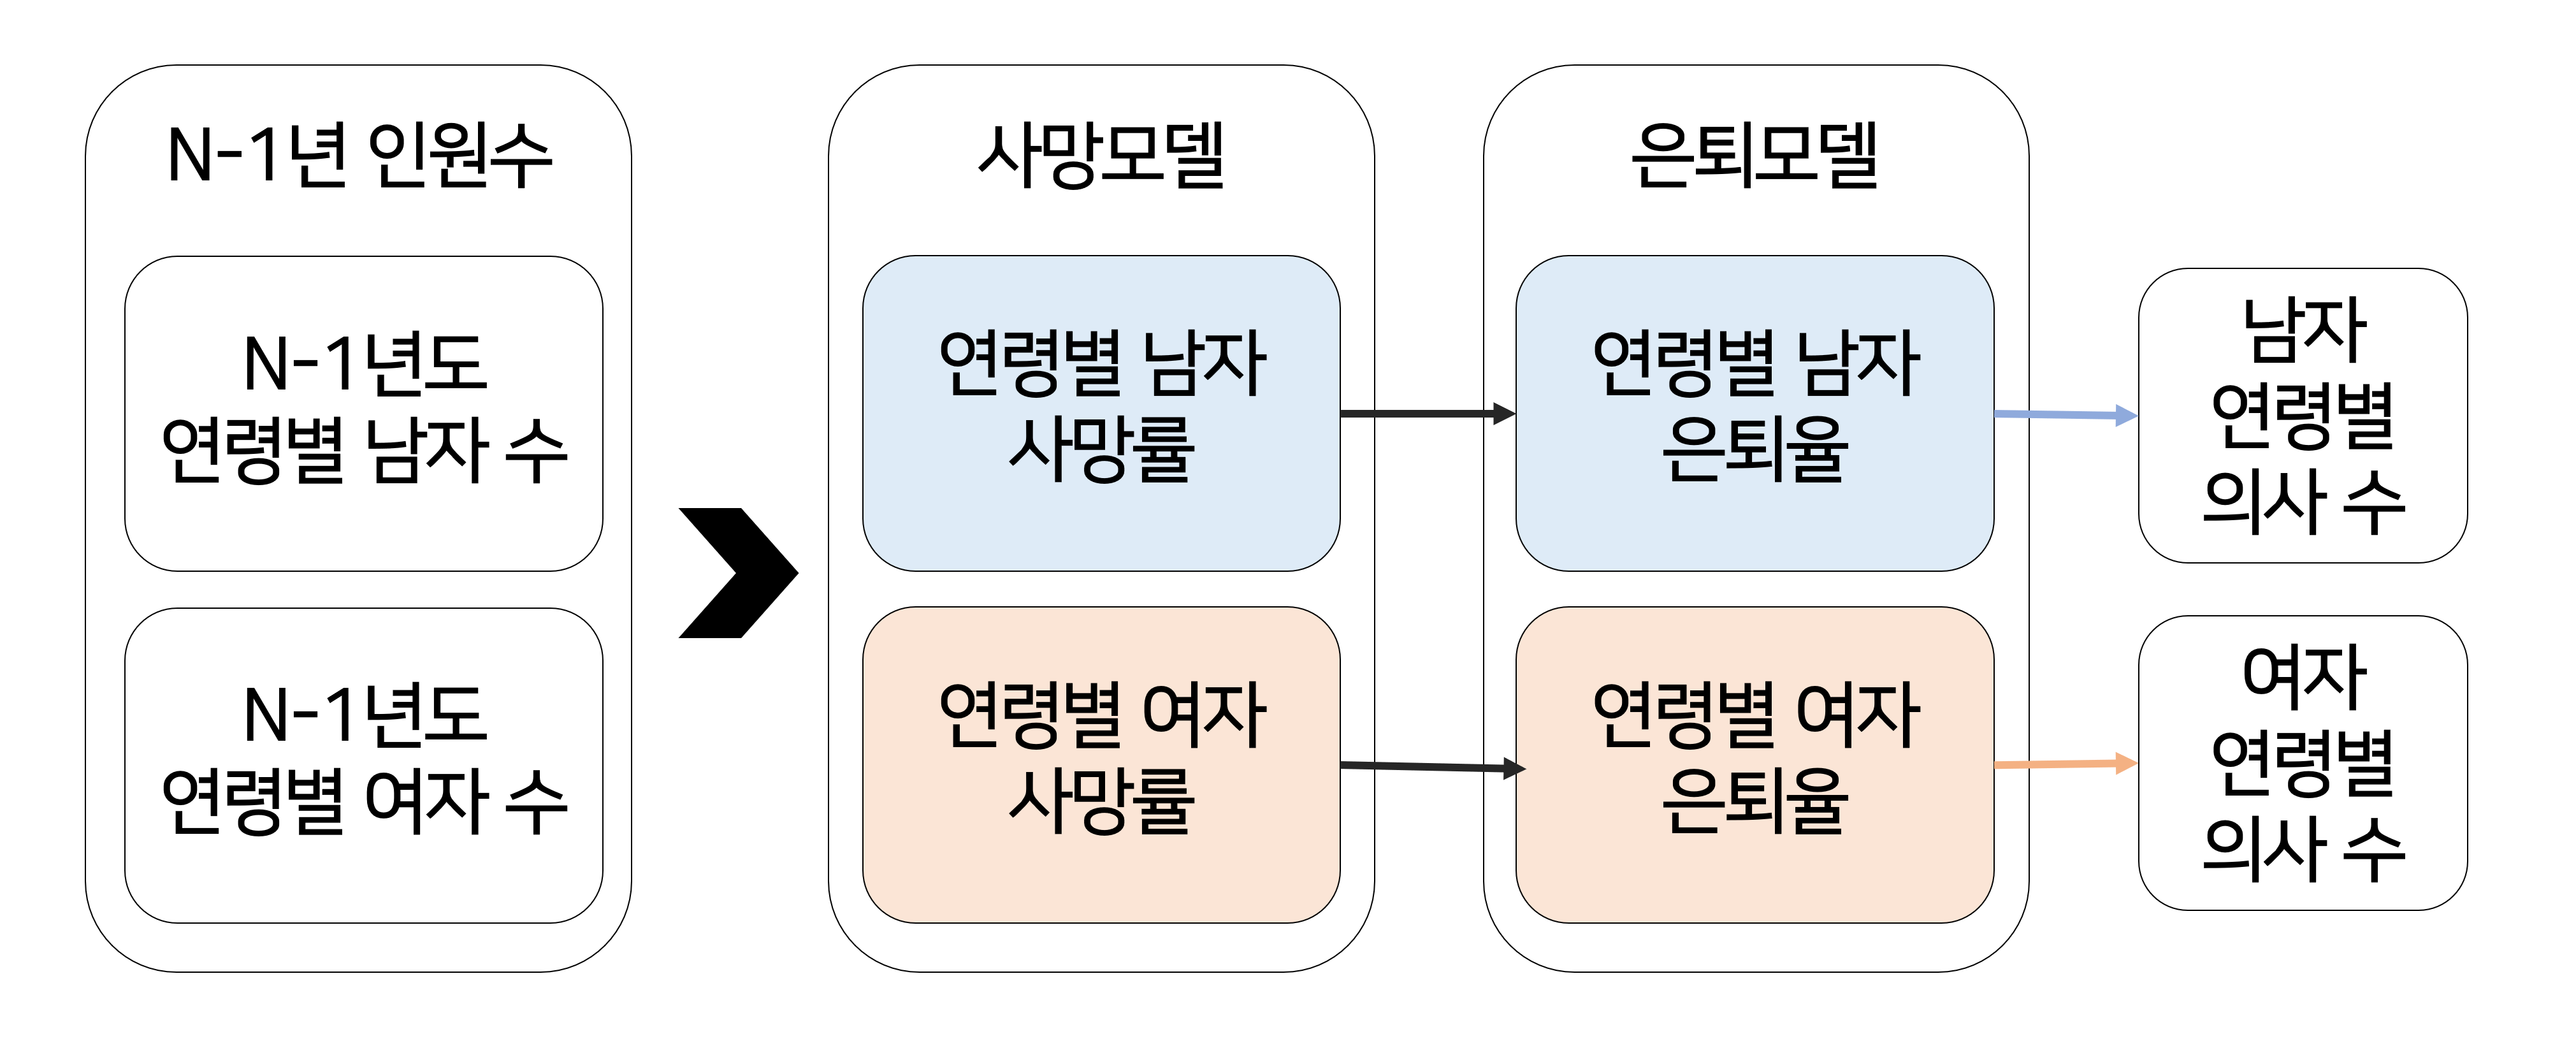 N-1년 인원수
N-1년도
연령별 남자 수
N-1년도
연령별 여자 수
사망모델
연령별 남자
사망률
연령별 여자
사망률
은퇴모델
연령별 남자
은퇴율
연령별 여자
은퇴율
남자
연령별
의사 수
여자
연령별
의사 수